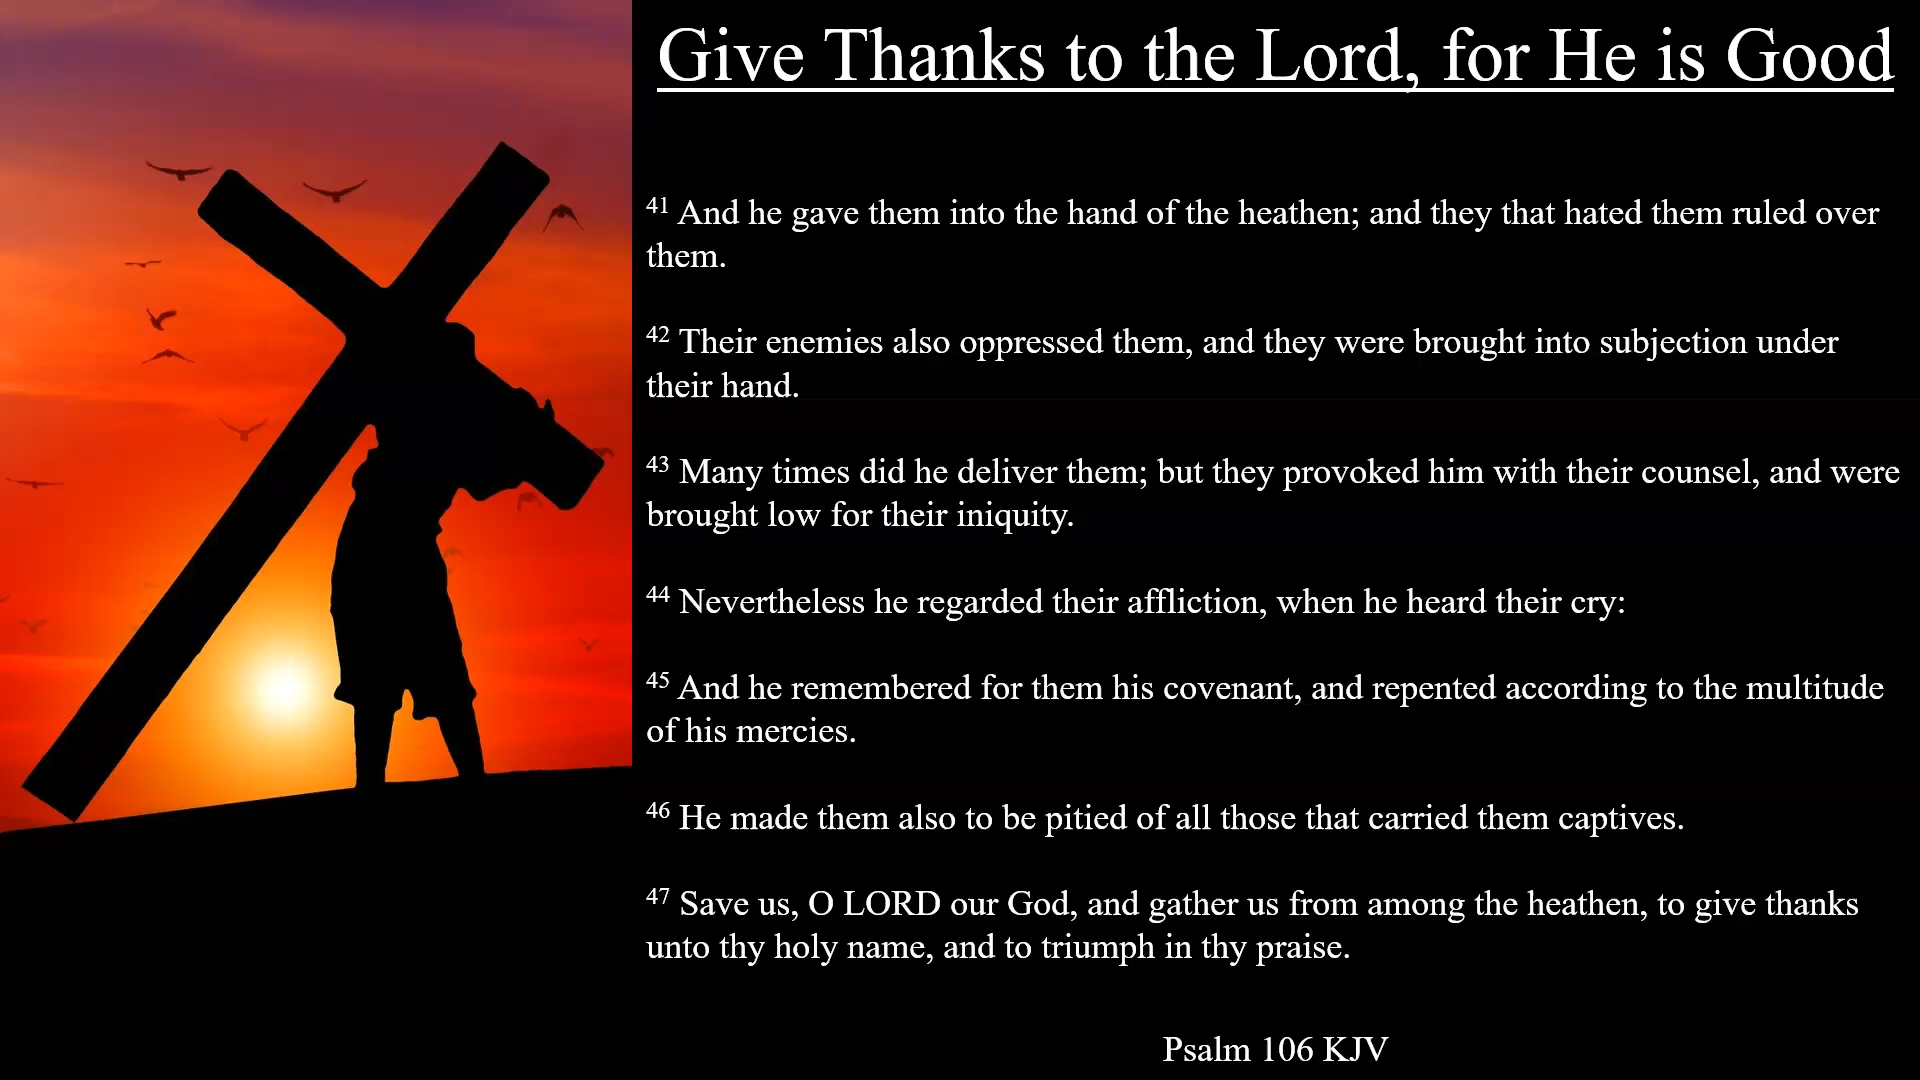 Give Thanks to the Lord, for He is Good
41 And he gave them into the hand of the heathen; and they that hated them ruled over
them.
42 Their enemies also oppressed them, and they were brought into subjection under
their hand.
43 Many times did he deliver them; but they provoked him with their counsel, and were
brought low for their iniquity.
44 Nevertheless he regarded their affliction, when he heard their cry:
45 And he remembered for them his covenant, and repented according to the multitude
of his mercies.
46 He made them also to be pitied of all those that carried them captives.
47 Save us, O LORD our God, and gather us from among the heathen, to give thanks
unto thy holy name, and to triumph in thy praise.
Psalm 106 KJV